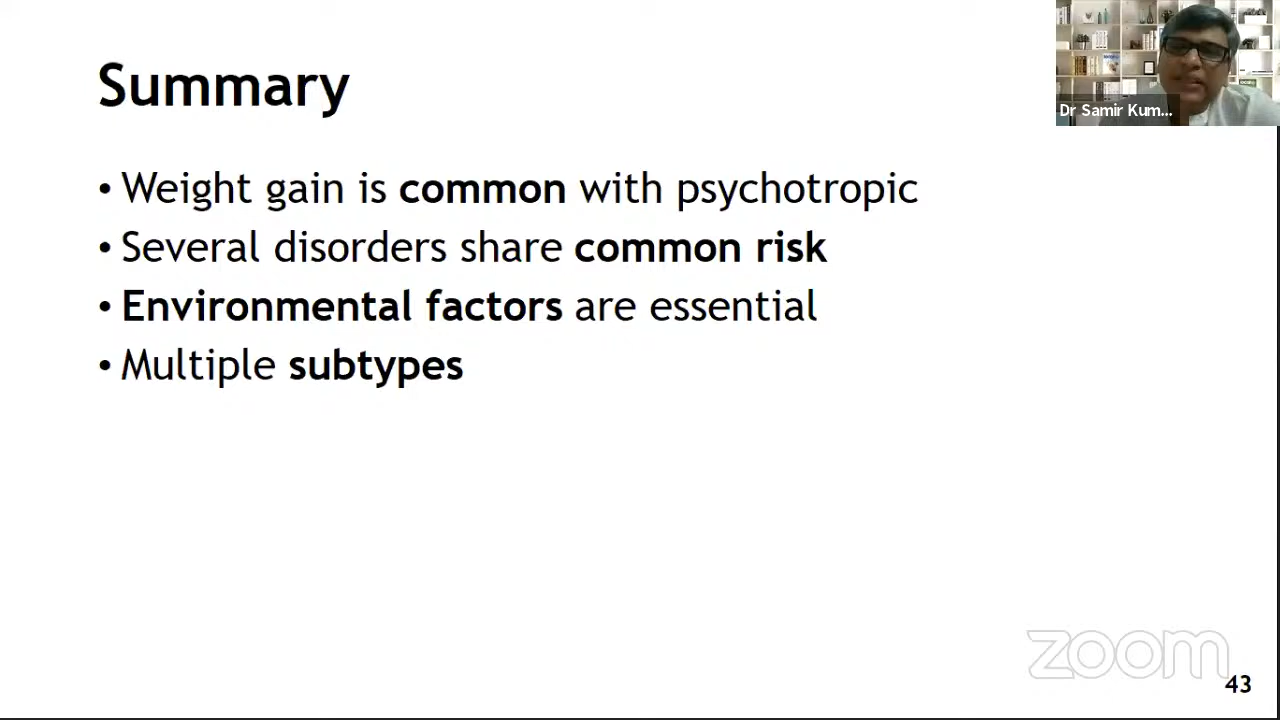 Summary
Dr Samir Kum...
• Weight gain is common with psychotropic
• Several disorders share common risk
• Environmental factors are essential
• Multiple subtypes
zoom
43